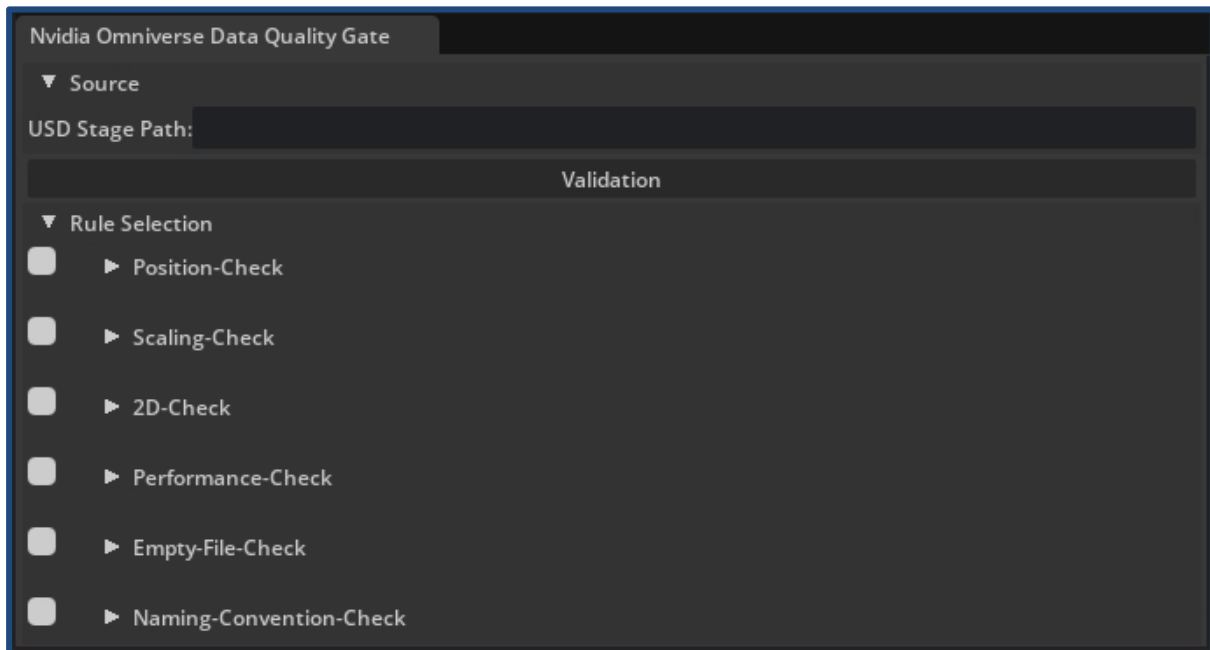 Nvidia Omniverse Data Quality Gate
Source
USD Stage Path:
Validation
Rule Selection
Position-Check
Scaling-Check
2D-Check
Performance-Check
Empty-File-Check
Naming-Convention-Check